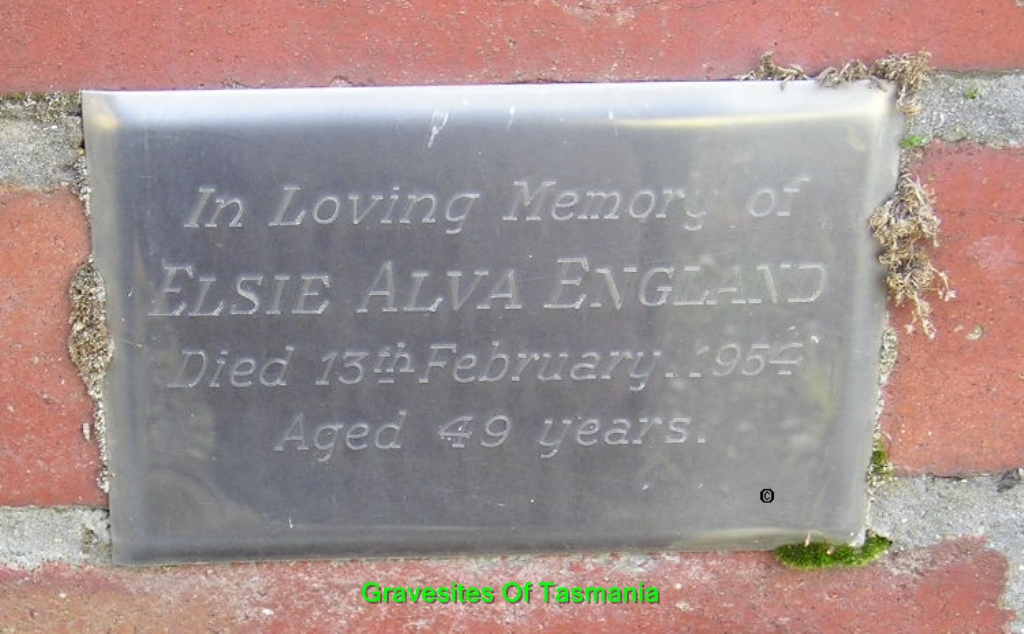 In Loving Memory of
ELSIE ALVA ENGLAND
Died 13th February. 1954
Aged 49 years.
©
Gravesites Of Tasmania